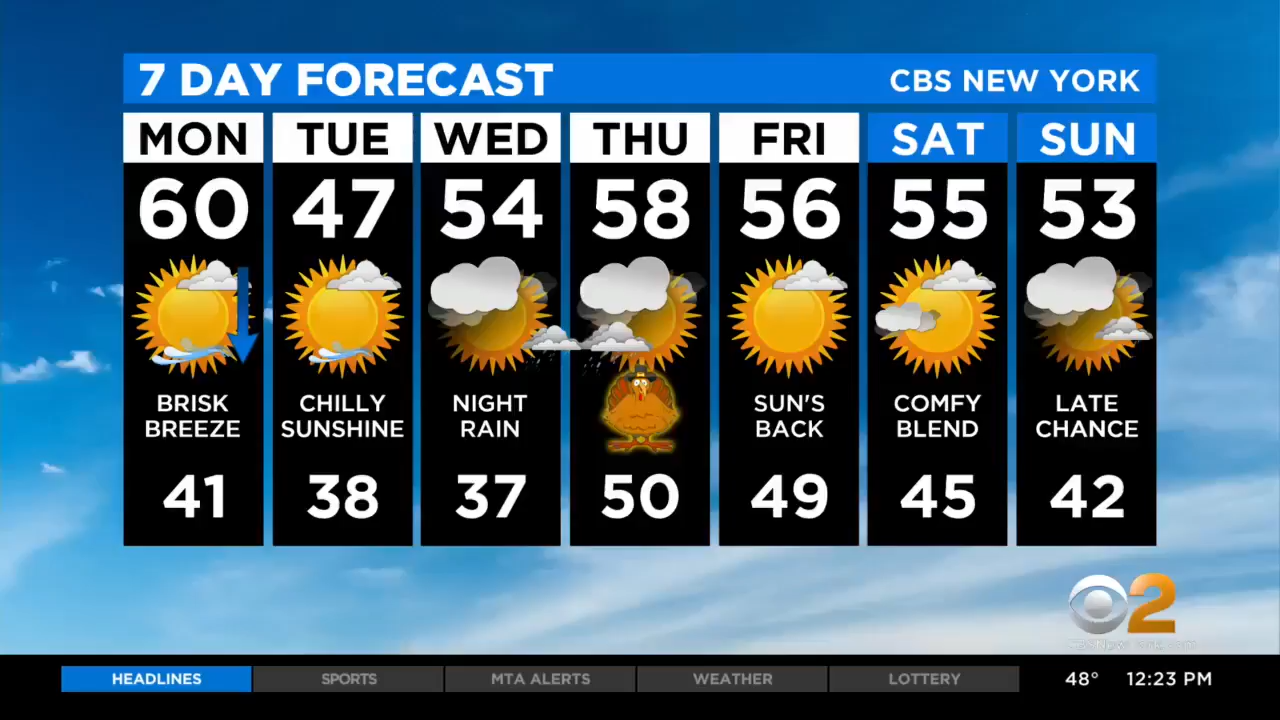 7 DAY FORECAST
CBS NEW YORK
MON TUE WED THU FRI SAT SUN
60 47 54 58 56 55 53
BRISK BREEZE
CHILLY SUNSHINE
NIGHT RAIN
SUN'S BACK
COMFY BLEND
LATE CHANCE
41 38 37 50 49 45 42
2
CBSNewYork.com
HEADLINES SPORTS MTA ALERTS WEATHER LOTTERY 48° 12:23 PM